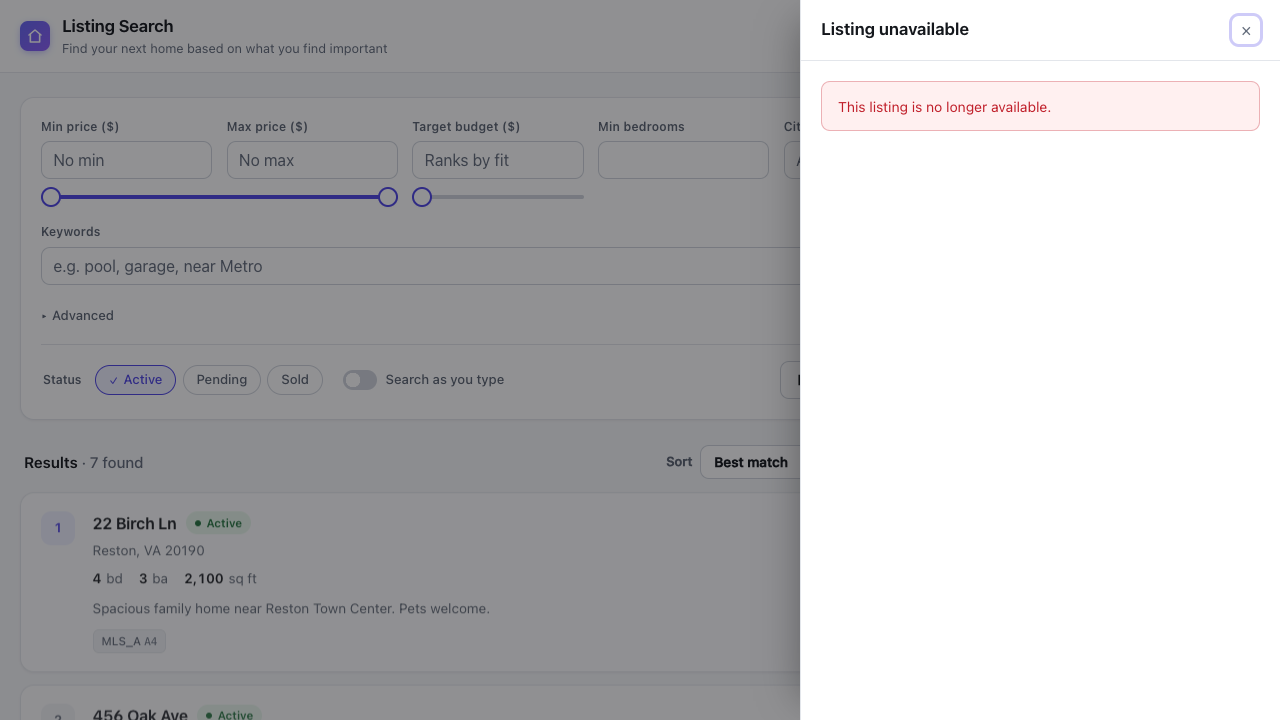 Listing Search
Find your next home based on what you find important
Min price ($)
Max price ($)
Target budget ($)
Min bedrooms
No min
No max
Ranks by fit
Keywords
e.g. pool, garage, near Metro
▸ Advanced
Status
✓ Active
Pending
Sold
Search as you type
Results · 7 found
Sort
Best match
1
22 Birch Ln
Active
Reston, VA 20190
4 bd 3 ba 2,100 sq ft
Spacious family home near Reston Town Center. Pets welcome.
MLS_A A4
2
456 Oak Ave
Active
Listing unavailable
×
This listing is no longer available.